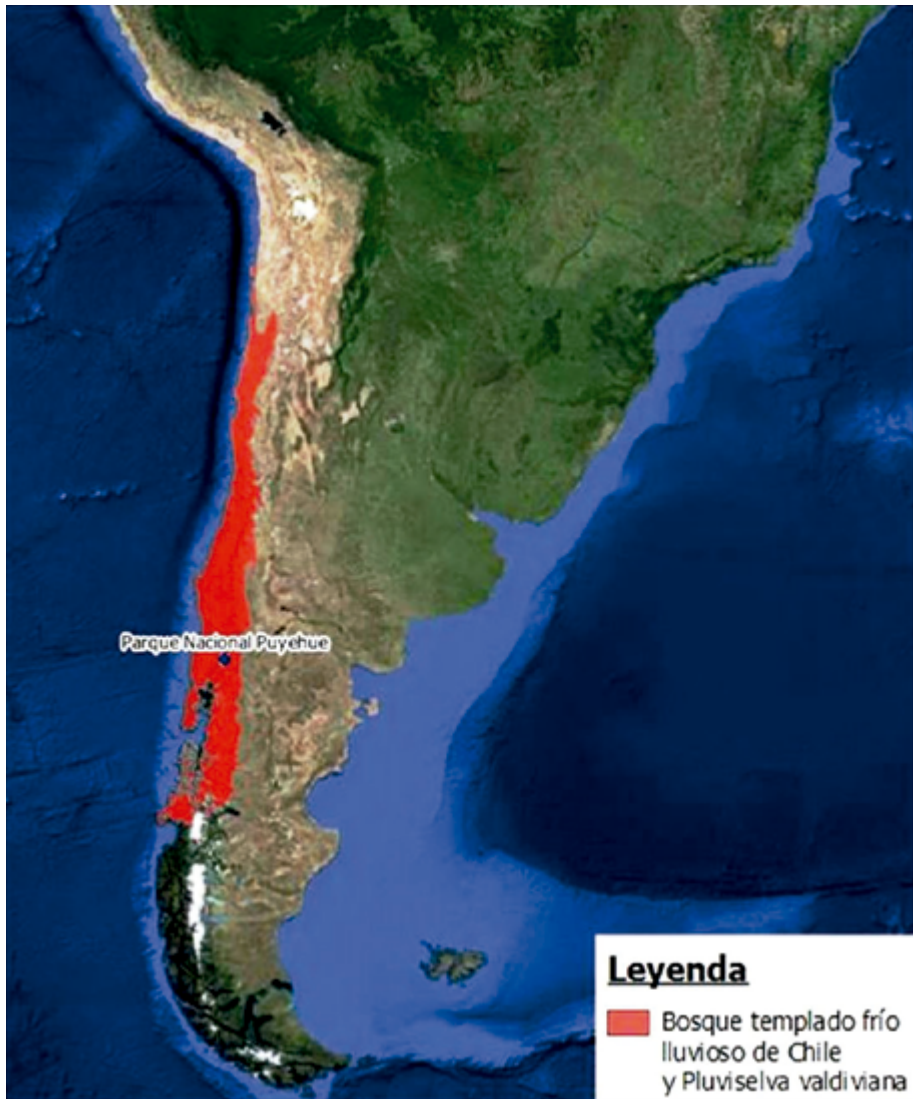 Parque Nacional Puyehue
Leyenda
Bosque templado frío
lluvioso de Chile
y Pluviselva valdiviana